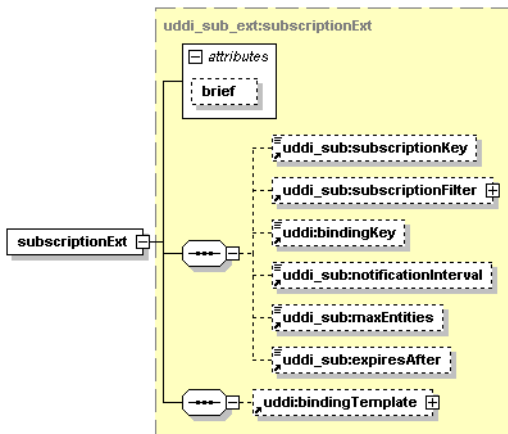 uddi_sub_ext:subscriptionExt
attributes
brief
uddi_sub:subscriptionKey
uddi_sub:subscriptionFilter
uddi:bindingKey
subscriptionExt
uddi_sub:notificationInterval
uddi_sub:maxEntities
uddi_sub:expiresAfter
uddi:bindingTemplate